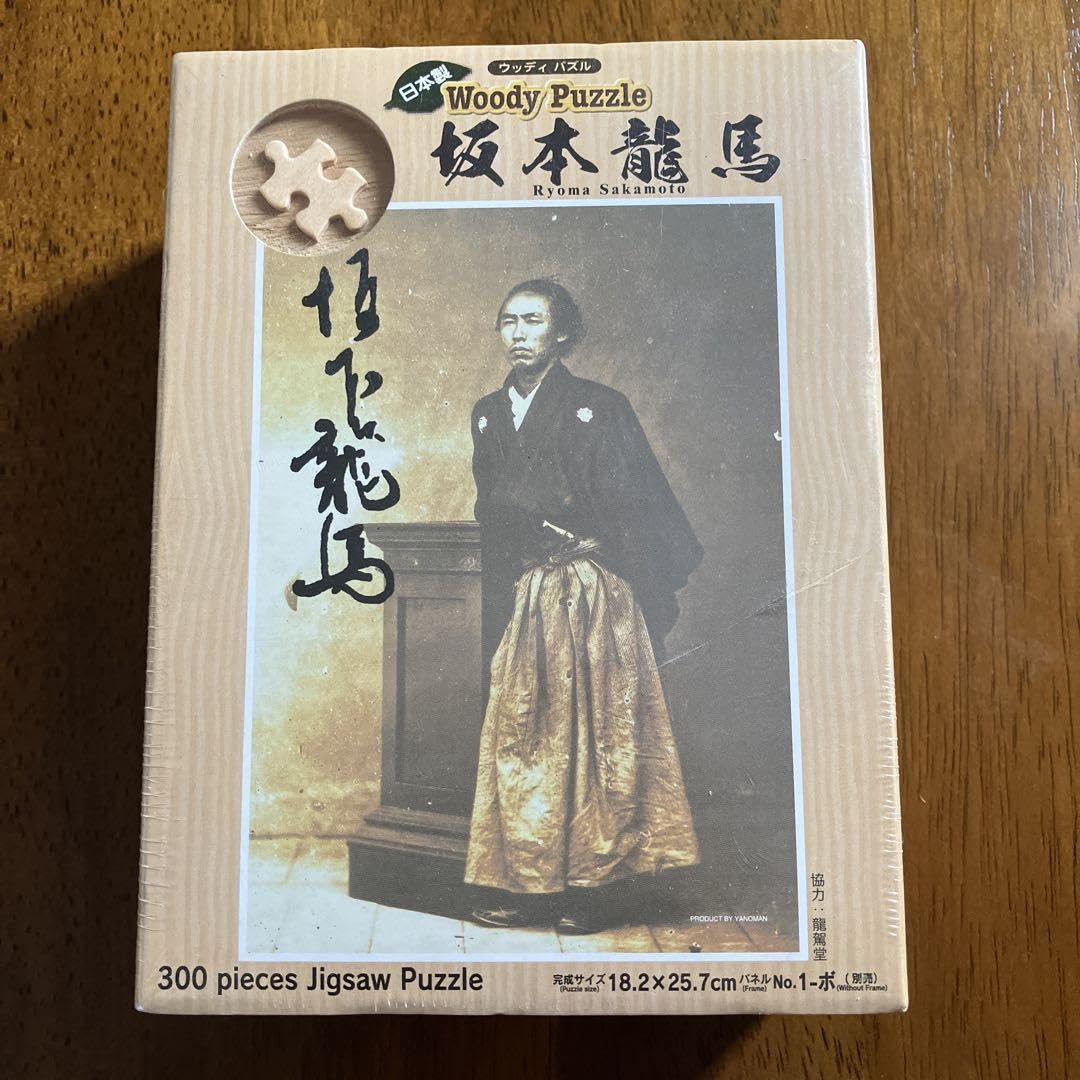 ウッディ パズル
日本製
Woody Puzzle
坂本龍馬
Ryoma Sakamoto
坂本龍馬
PRODUCT BY YANOMAN
協力：龍馬堂
300 pieces Jigsaw Puzzle
完成サイズ(Puzzle size) 18.2×25.7cm パネル(Frame) No.1-ボ (別売)(Without Frame)